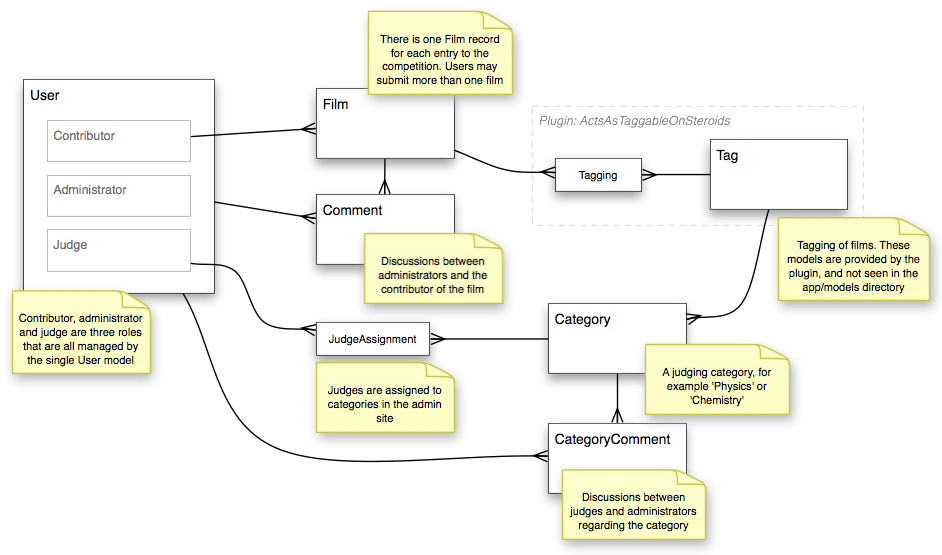 There is one Film record
for each entry to the
competition. Users may
submit more than one film
User
Film
Contributor
Plugin: ActsAsTaggableOnSteroids
Tag
Tagging
Administrator
Comment
Judge
Discussions between
administrators and the
contributor of the film
Tagging of films. These
models are provided by the
plugin, and not seen in the
app/models directory
Contributor, administrator
and judge are three roles
that are all managed by
the single User model
JudgeAssignment
Category
Judges are assigned to
categories in the admin
site
A judging category, for
example 'Physics' or
'Chemistry'
CategoryComment
Discussions between
judges and administrators
regarding the category